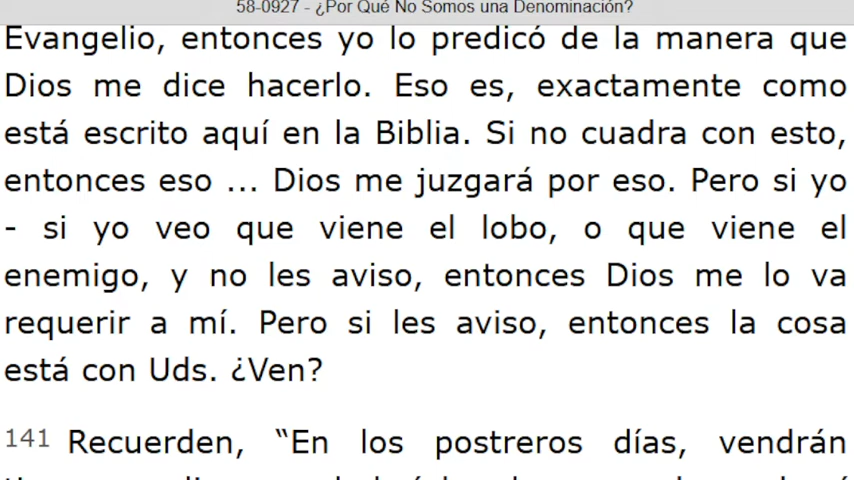 58-0927 - ¿Por Qué No Somos una Denominación?
Evangelio, entonces yo lo predicó de la manera que
Dios me dice hacerlo. Eso es, exactamente como
está escrito aquí en la Biblia. Si no cuadra con esto,
entonces eso ... Dios me juzgará por eso. Pero si yo
- si yo veo que viene el lobo, o que viene el
enemigo, y no les aviso, entonces Dios me lo va
requerir a mí. Pero si les aviso, entonces la cosa
está con Uds. ¿Ven?
141 Recuerden, “En los postreros días, vendrán